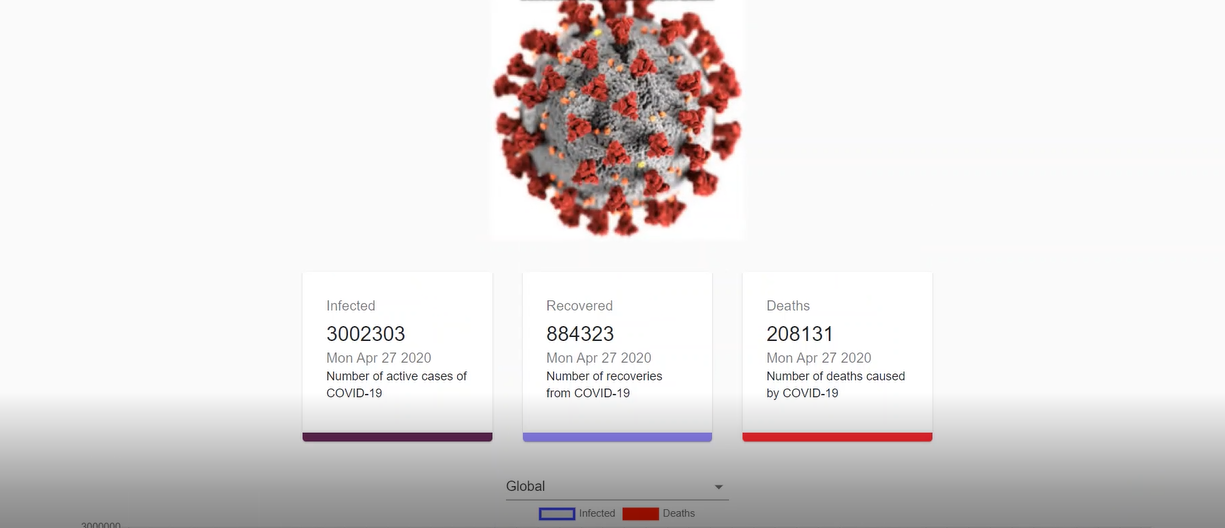 Infected
3002303
Mon Apr 27 2020
Number of active cases of
COVID-19
Recovered
884323
Mon Apr 27 2020
Number of recoveries
from COVID-19
Deaths
208131
Mon Apr 27 2020
Number of deaths caused
by COVID-19
Global
Infected Deaths
3000000